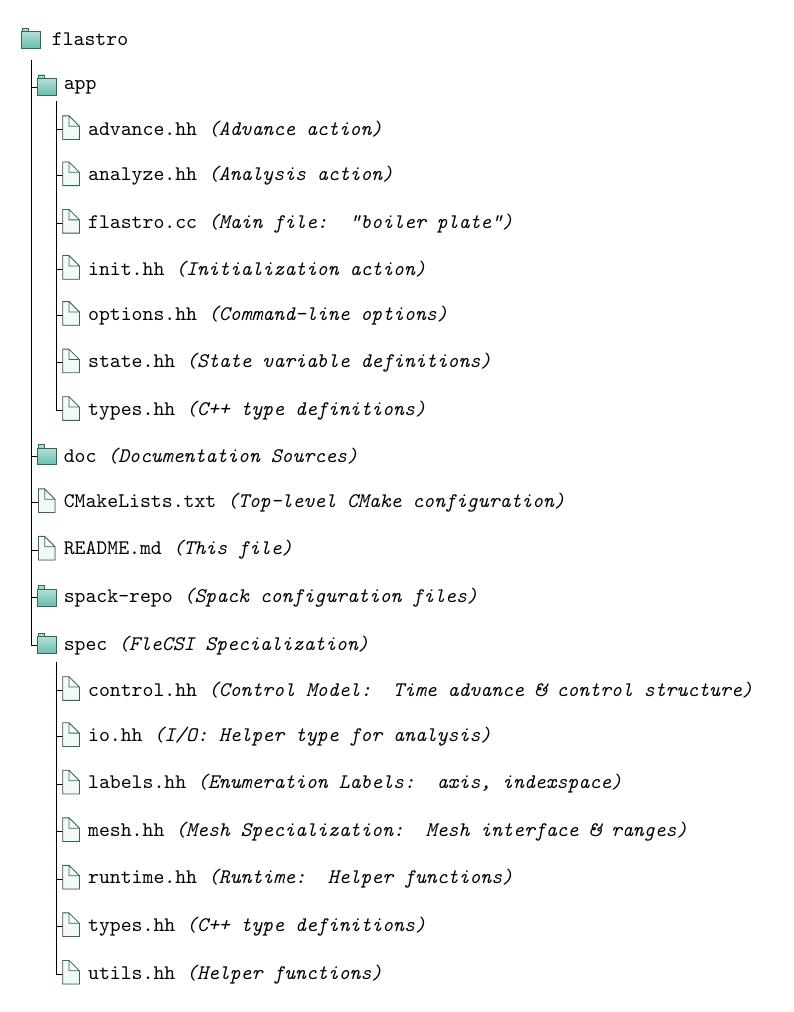 flastro
app
advance.hh (Advance action)
analyze.hh (Analysis action)
flastro.cc (Main file: "boiler plate")
init.hh (Initialization action)
options.hh (Command-line options)
state.hh (State variable definitions)
types.hh (C++ type definitions)
doc (Documentation Sources)
CMakeLists.txt (Top-level CMake configuration)
README.md (This file)
spack-repo (Spack configuration files)
spec (FleCSI Specialization)
control.hh (Control Model: Time advance & control structure)
io.hh (I/O: Helper type for analysis)
labels.hh (Enumeration Labels: axis, indexspace)
mesh.hh (Mesh Specialization: Mesh interface & ranges)
runtime.hh (Runtime: Helper functions)
types.hh (C++ type definitions)
utils.hh (Helper functions)